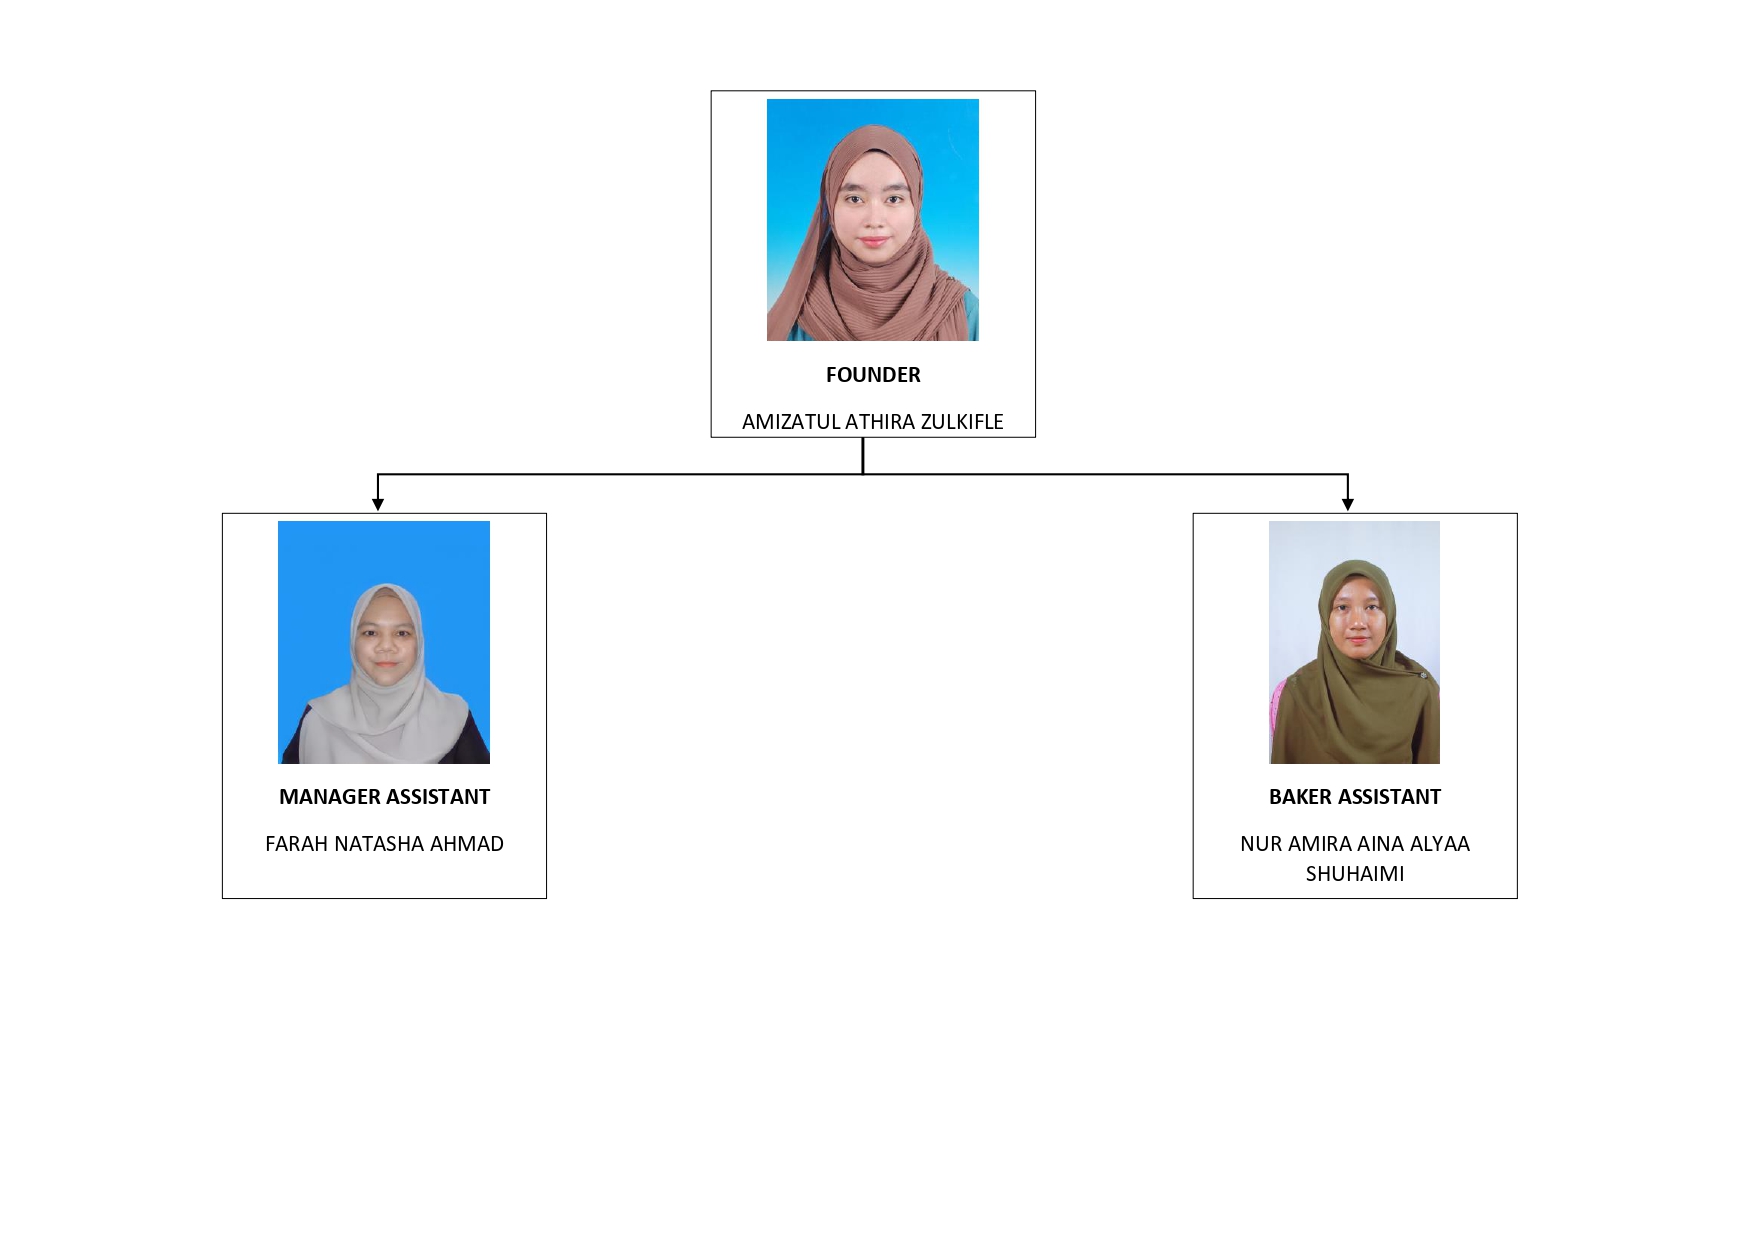 FOUNDER
AMIZATUL ATHIRA ZULKIFLE
MANAGER ASSISTANT
FARAH NATASHA AHMAD
BAKER ASSISTANT
NUR AMIRA AINA ALYAA
SHUHAIMI